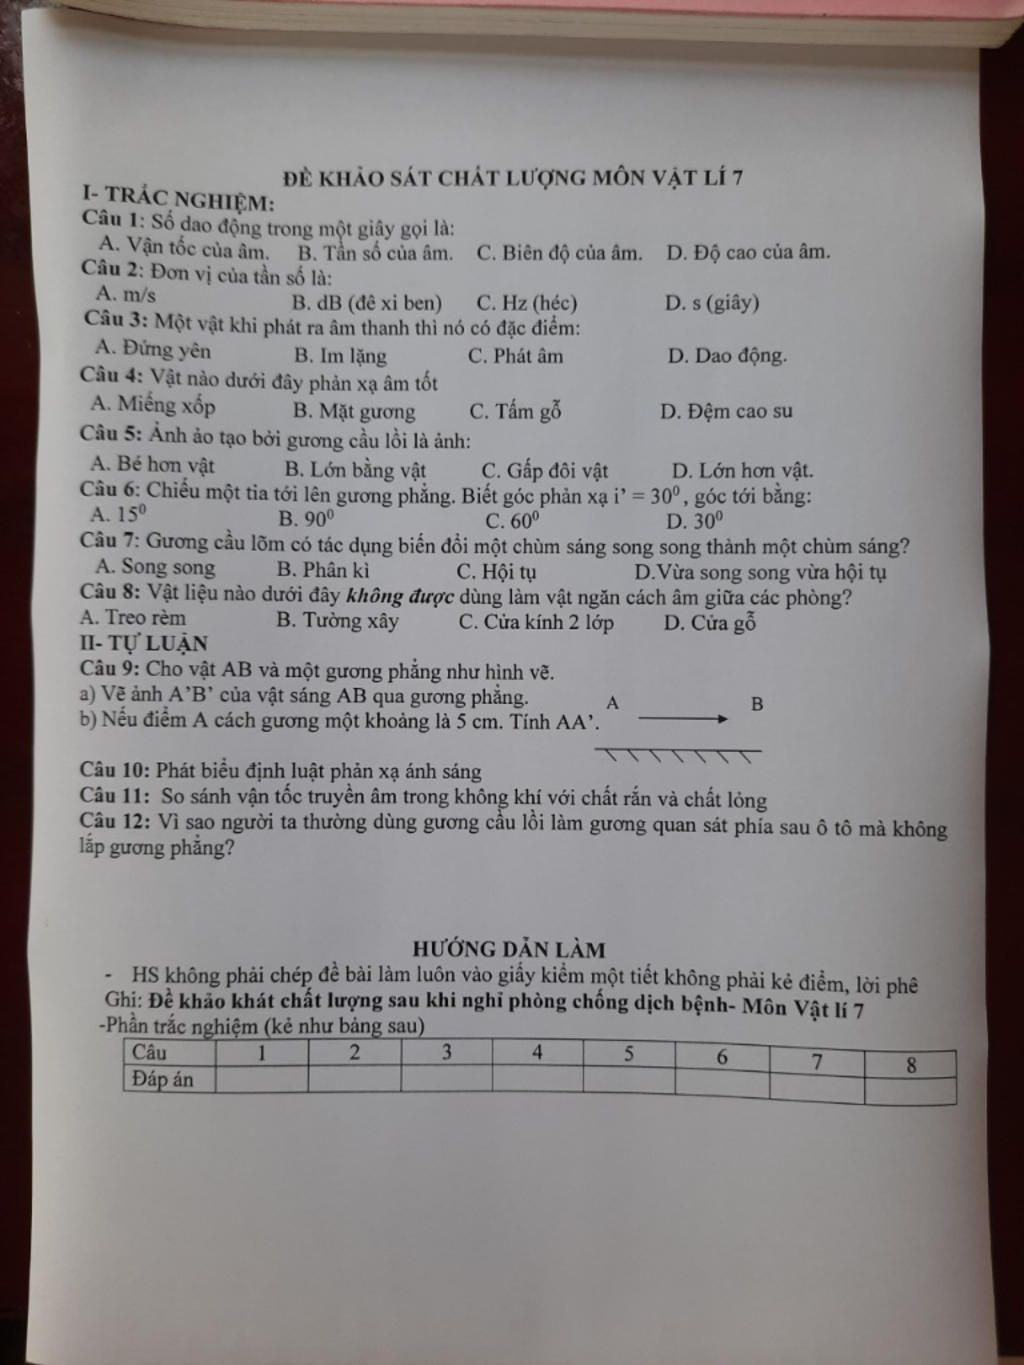 ĐỀ KHẢO SÁT CHẤT LƯỢNG MÔN VẬT LÍ 7
I- TRẮC NGHIỆM:
Câu 1: Số dao động trong một giây gọi là:
A. Vận tốc của âm. B. Tần số của âm. C. Biên độ của âm. D. Độ cao của âm.
Câu 2: Đơn vị của tần số là:
A. m/s B. dB (đê xi ben) C. Hz (héc) D. s (giây)
Câu 3: Một vật khi phát ra âm thanh thì nó có đặc điểm:
A. Đứng yên B. Im lặng C. Phát âm D. Dao động.
Câu 4: Vật nào dưới đây phản xạ âm tốt
A. Miếng xốp B. Mặt gương C. Tấm gỗ D. Đệm cao su
Câu 5: Ảnh ảo tạo bởi gương cầu lồi là ảnh:
A. Bé hơn vật B. Lớn bằng vật C. Gấp đôi vật D. Lớn hơn vật.
Câu 6: Chiếu một tia tới lên gương phẳng. Biết góc phản xạ i’ = 30⁰, góc tới bằng:
A. 15⁰ B. 90⁰ C. 60⁰ D. 30⁰
Câu 7: Gương cầu lõm có tác dụng biến đổi một chùm sáng song song thành một chùm sáng?
A. Song song B. Phân kì C. Hội tụ D.Vừa song song vừa hội tụ
Câu 8: Vật liệu nào dưới đây không được dùng làm vật ngăn cách âm giữa các phòng?
A. Treo rèm B. Tường xây C. Cửa kính 2 lớp D. Cửa gỗ
II- TỰ LUẬN
Câu 9: Cho vật AB và một gương phẳng như hình vẽ.
a) Vẽ ảnh A’B’ của vật sáng AB qua gương phẳng.
b) Nếu điểm A cách gương một khoảng là 5 cm. Tính AA’.
A B
Câu 10: Phát biểu định luật phản xạ ánh sáng
Câu 11: So sánh vận tốc truyền âm trong không khí với chất rắn và chất lỏng
Câu 12: Vì sao người ta thường dùng gương cầu lồi làm gương quan sát phía sau ô tô mà không
lắp gương phẳng?
HƯỚNG DẪN LÀM
- HS không phải chép đề bài làm luôn vào giấy kiểm một tiết không phải kẻ điểm, lời phê
Ghi: Đề khảo khát chất lượng sau khi nghỉ phòng chống dịch bệnh- Môn Vật lí 7
-Phần trắc nghiệm (kẻ như bảng sau)
Câu 1 2 3 4 5 6 7 8
Đáp án